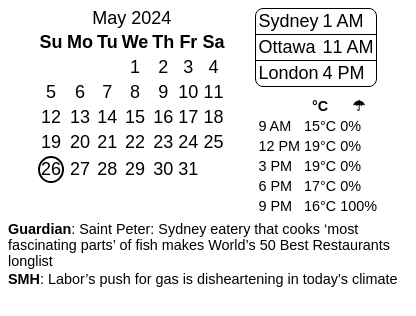 May 2024
Su Mo Tu We Th Fr Sa
1 2 3 4
5 6 7 8 9 10 11
12 13 14 15 16 17 18
19 20 21 22 23 24 25
26 27 28 29 30 31
Sydney 1 AM
Ottawa 11 AM
London 4 PM
°C ☂
9 AM 15°C 0%
12 PM 19°C 0%
3 PM 19°C 0%
6 PM 17°C 0%
9 PM 16°C 100%
Guardian: Saint Peter: Sydney eatery that cooks ‘most
fascinating parts’ of fish makes World’s 50 Best Restaurants
longlist
SMH: Labor’s push for gas is disheartening in today’s climate